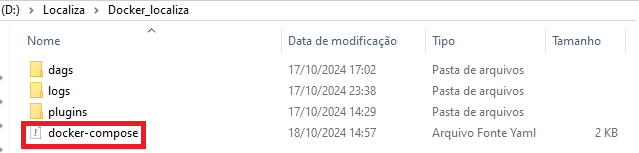 (D:) > Localiza > Docker_localiza
Nome Data de modificação Tipo Tamanho
dags 17/10/2024 17:02 Pasta de arquivos
logs 17/10/2024 23:38 Pasta de arquivos
plugins 17/10/2024 14:29 Pasta de arquivos
docker-compose 18/10/2024 14:57 Arquivo Fonte Yaml 2 KB